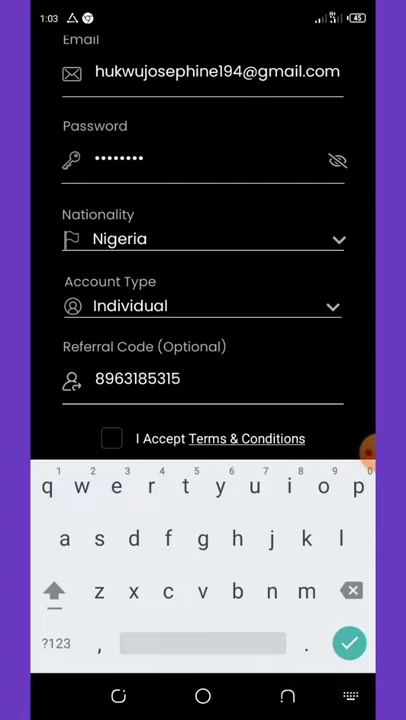 1:03 45
Email
hukwujosephine194@gmail.com
Password
••••••••
Nationality
Nigeria
Account Type
Individual
Referral Code (Optional)
8963185315
I Accept Terms & Conditions
1 2 3 4 5 6 7 8 9 0
q w e r t y u i o p
a s d f g h j k l
z x c v b n m
?123 , .